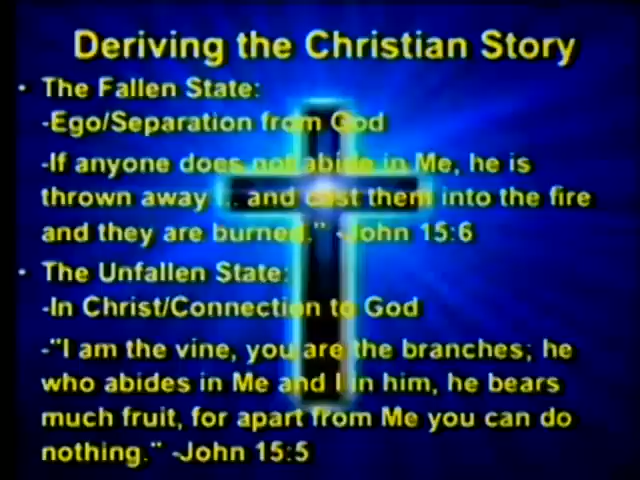 Deriving the Christian Story
• The Fallen State:
-Ego/Separation from God
-If anyone does not abide in Me, he is
thrown away ... and cast them into the fire
and they are burned." -John 15:6
• The Unfallen State:
-In Christ/Connection to God
-"I am the vine, you are the branches; he
who abides in Me and I in him, he bears
much fruit, for apart from Me you can do
nothing." -John 15:5